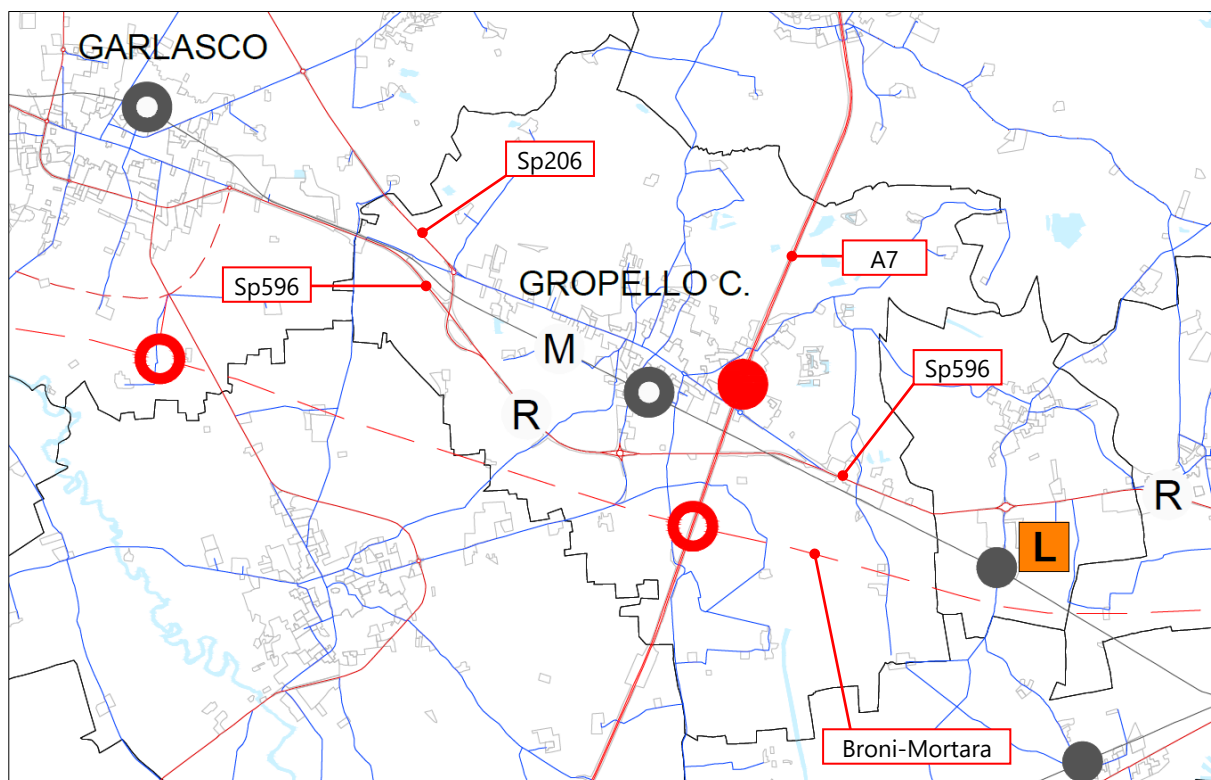 GARLASCO
Sp206
A7
Sp596
GROPELLO C.
M
Sp596
R
R
L
Broni-Mortara